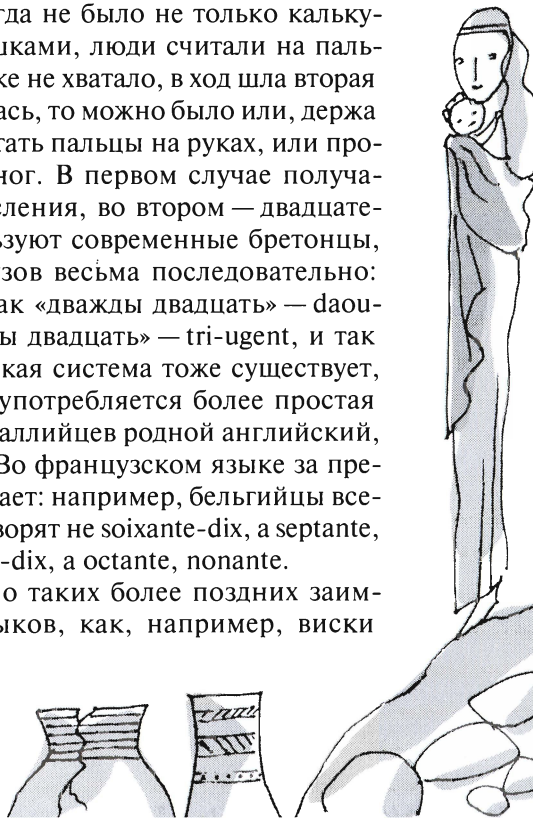 гда не было не только кальку-
шками, люди считали на паль-
ке не хватало, в ход шла вторая
ась, то можно было или, держа
гать пальцы на руках, или про-
ног. В первом случае получа-
сления, во втором — двадцате-
ьзуют современные бретонцы,
узов весьма последовательно:
ак «дважды двадцать» — daou-
ы двадцать» — tri-ugent, и так
кая система тоже существует,
употребляется более простая
аллийцев родной английский,
Во французском языке за пре-
ает: например, бельгийцы все-
ворят не soixante-dix, а septante,
-dix, а octante, nonante.
о таких более поздних заим-
ыков, как, например, виски